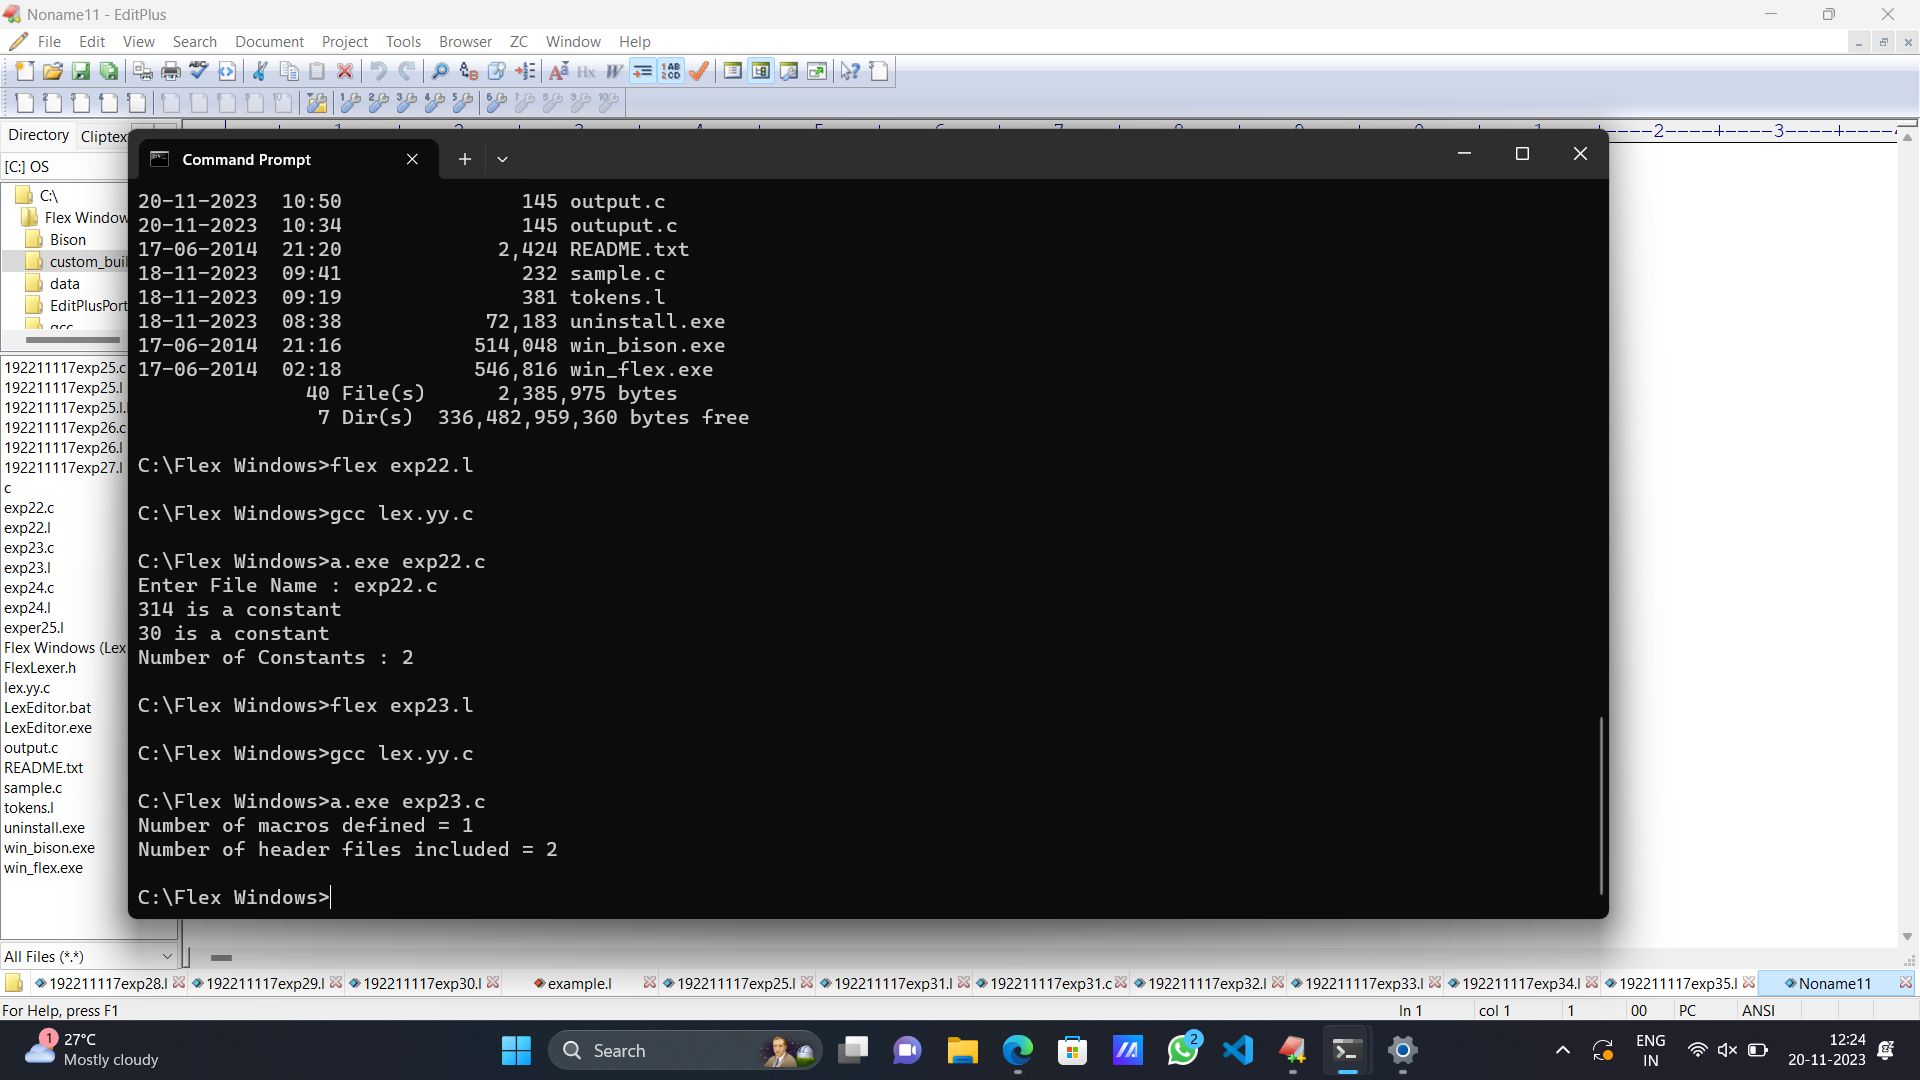 Noname11 - EditPlus
File Edit View Search Document Project Tools Browser ZC Window Help
Directory Cliptex
[C:] OS
C:\
Flex Window
Bison
custom_buil
data
EditPlusPort
gcc
192211117exp25.c
192211117exp25.l
192211117exp25.l.
192211117exp26.c
192211117exp26.l
192211117exp27.l
c
exp22.c
exp22.l
exp23.c
exp23.l
exp24.c
exp24.l
exper25.l
Flex Windows (Lex
FlexLexer.h
lex.yy.c
LexEditor.bat
LexEditor.exe
output.c
README.txt
sample.c
tokens.l
uninstall.exe
win_bison.exe
win_flex.exe
All Files (*.*)
Command Prompt
20-11-2023  10:50               145 output.c
20-11-2023  10:34               145 outuput.c
17-06-2014  21:20             2,424 README.txt
18-11-2023  09:41               232 sample.c
18-11-2023  09:19               381 tokens.l
18-11-2023  08:38            72,183 uninstall.exe
17-06-2014  21:16           514,048 win_bison.exe
17-06-2014  02:18           546,816 win_flex.exe
40 File(s)      2,385,975 bytes
7 Dir(s)  336,482,959,360 bytes free
C:\Flex Windows>flex exp22.l
C:\Flex Windows>gcc lex.yy.c
C:\Flex Windows>a.exe exp22.c
Enter File Name : exp22.c
314 is a constant
30 is a constant
Number of Constants : 2
C:\Flex Windows>flex exp23.l
C:\Flex Windows>gcc lex.yy.c
C:\Flex Windows>a.exe exp23.c
Number of macros defined = 1
Number of header files included = 2
C:\Flex Windows>
192211117exp28.l 192211117exp29.l 192211117exp30.l example.l 192211117exp25.l 192211117exp31.l 192211117exp31.c 192211117exp32.l 192211117exp33.l 192211117exp34.l 192211117exp35.l Noname11
For Help, press F1
ln 1 col 1 1 00 PC ANSI
1
27°C
Mostly cloudy
Search
2
ENG
IN
12:24
20-11-2023